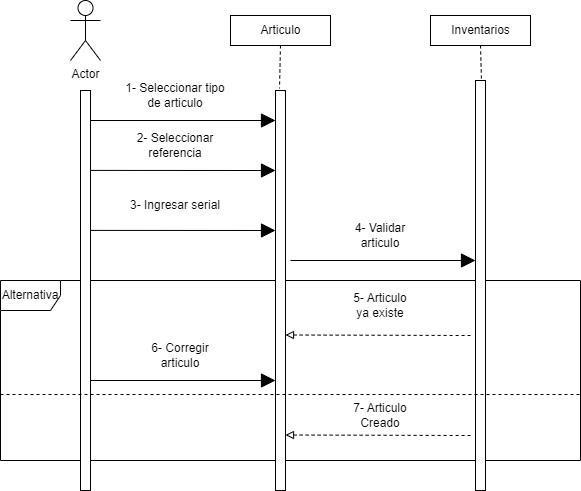 Articulo
Inventarios
Actor
1- Seleccionar tipo
de articulo
2- Seleccionar
referencia
3- Ingresar serial
4- Validar
articulo
Alternativa
5- Articulo
ya existe
6- Corregir
articulo
7- Articulo
Creado